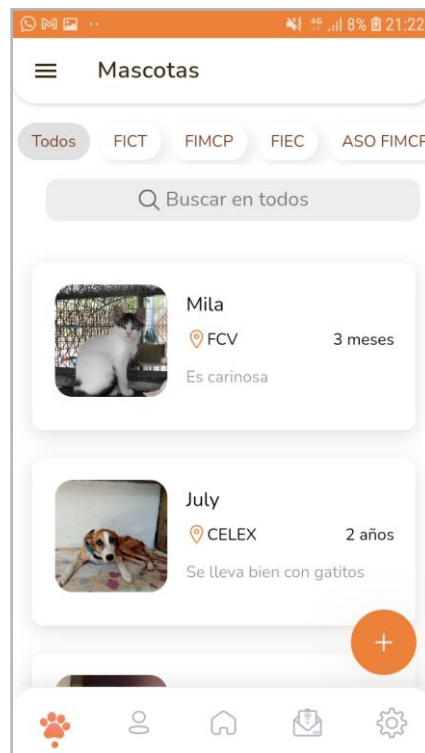 4G 8% 21:22
Mascotas
Todos FICT FIMCP FIEC ASO FIMCP
Buscar en todos
Mila
FCV 3 meses
Es carinosa
July
CELEX 2 años
Se lleva bien con gatitos
+